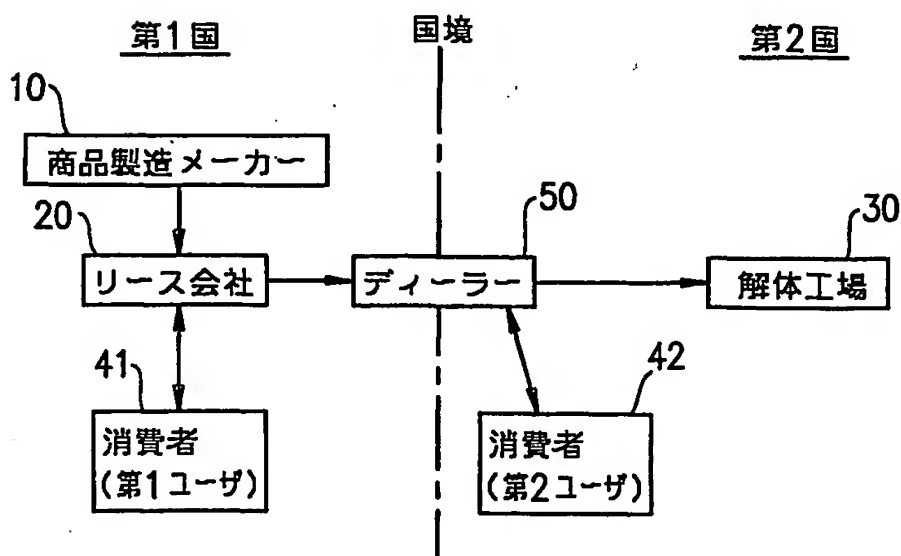 第1国
国境
第2国
10
商品製造メーカー
20
リース会社
50
ディーラー
30
解体工場
41
消費者
(第1ユーザ)
42
消費者
(第2ユーザ)